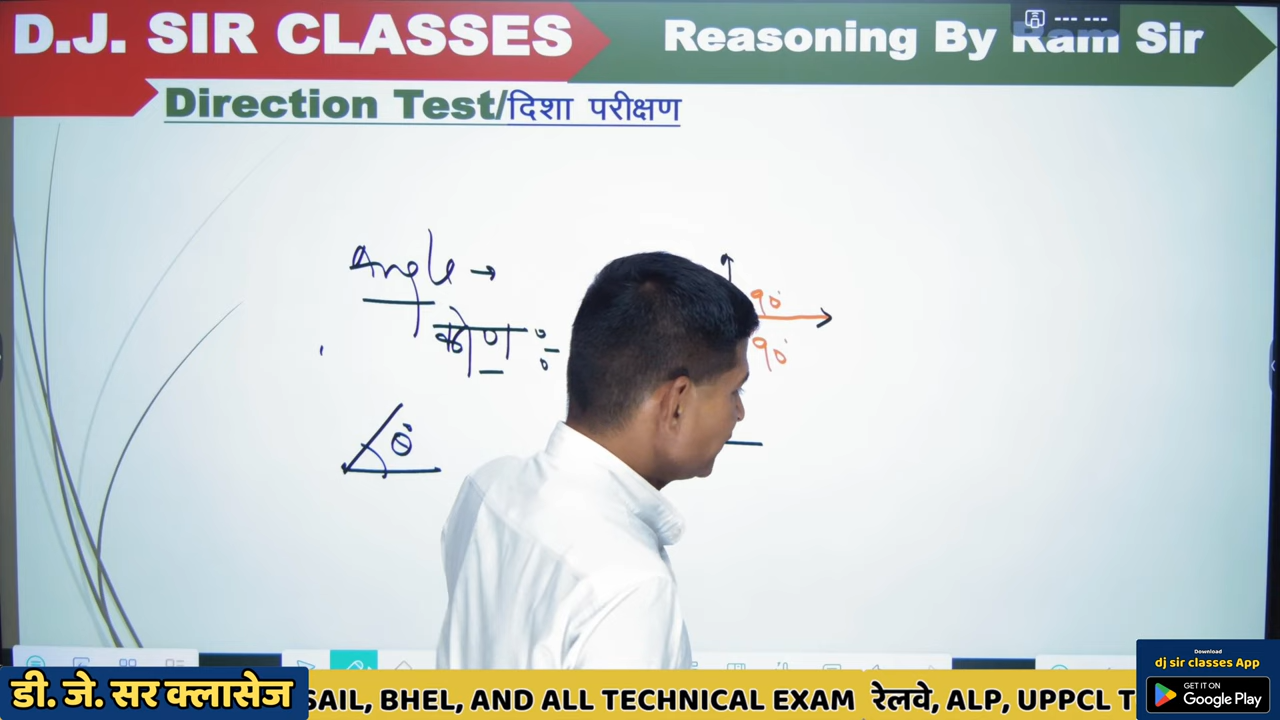 D.J. SIR CLASSES
Reasoning By Ram Sir
Direction Test/दिशा परीक्षण
Angle →
कोण :-
θ°
90°
90°
डी. जे. सर क्लासेज
SAIL, BHEL, AND ALL TECHNICAL EXAM रेलवे, ALP, UPPCL T
Download
dj sir classes App
GET IT ON
Google Play